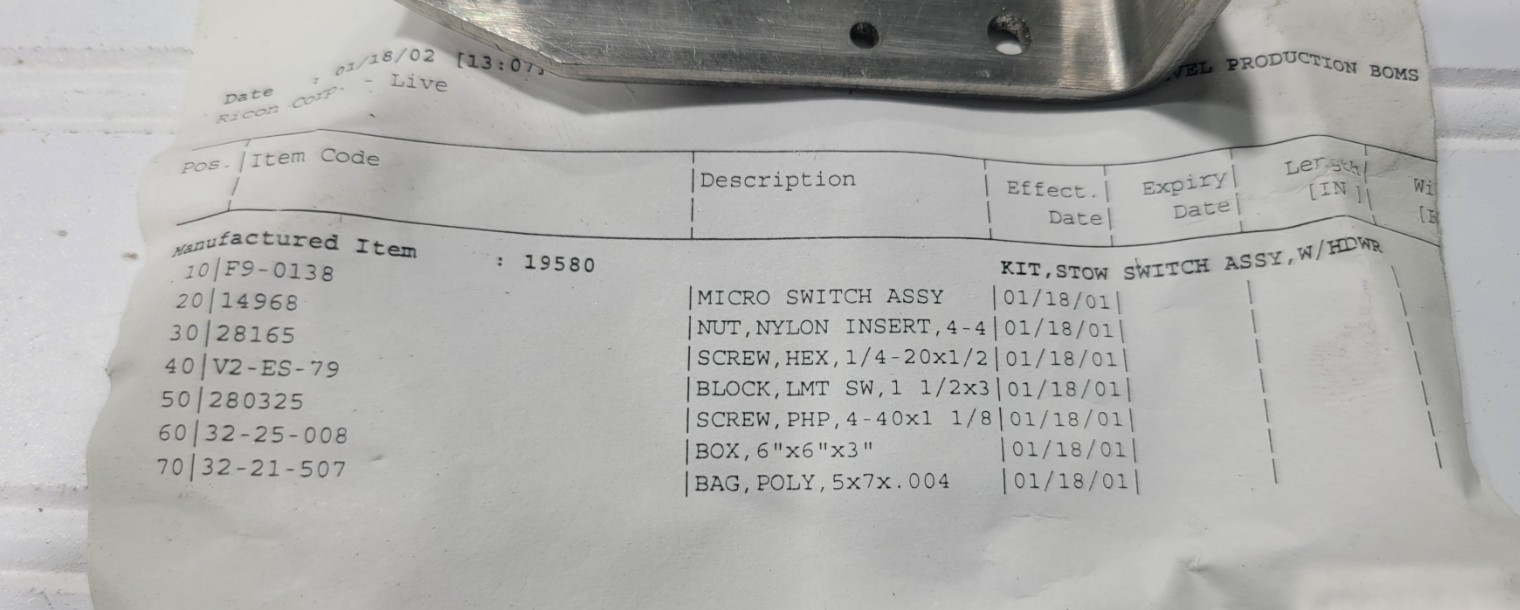 Date : 01/18/02 [13:07]
Ricon Corp. - Live PRODUCTION BOMS
Pos. |Item Code |Description | Effect. Date| Expiry Date| Length [IN ]|
Manufactured Item : 19580 KIT,STOW SWITCH ASSY,W/HDWR
10|F9-0138 |MICRO SWITCH ASSY |01/18/01|
20|14968 |NUT,NYLON INSERT,4-4|01/18/01|
30|28165 |SCREW,HEX,1/4-20x1/2|01/18/01|
40|V2-ES-79 |BLOCK,LMT SW,1 1/2x3|01/18/01|
50|280325 |SCREW,PHP,4-40x1 1/8|01/18/01|
60|32-25-008 |BOX,6"x6"x3" |01/18/01|
70|32-21-507 |BAG,POLY,5x7x.004 |01/18/01|